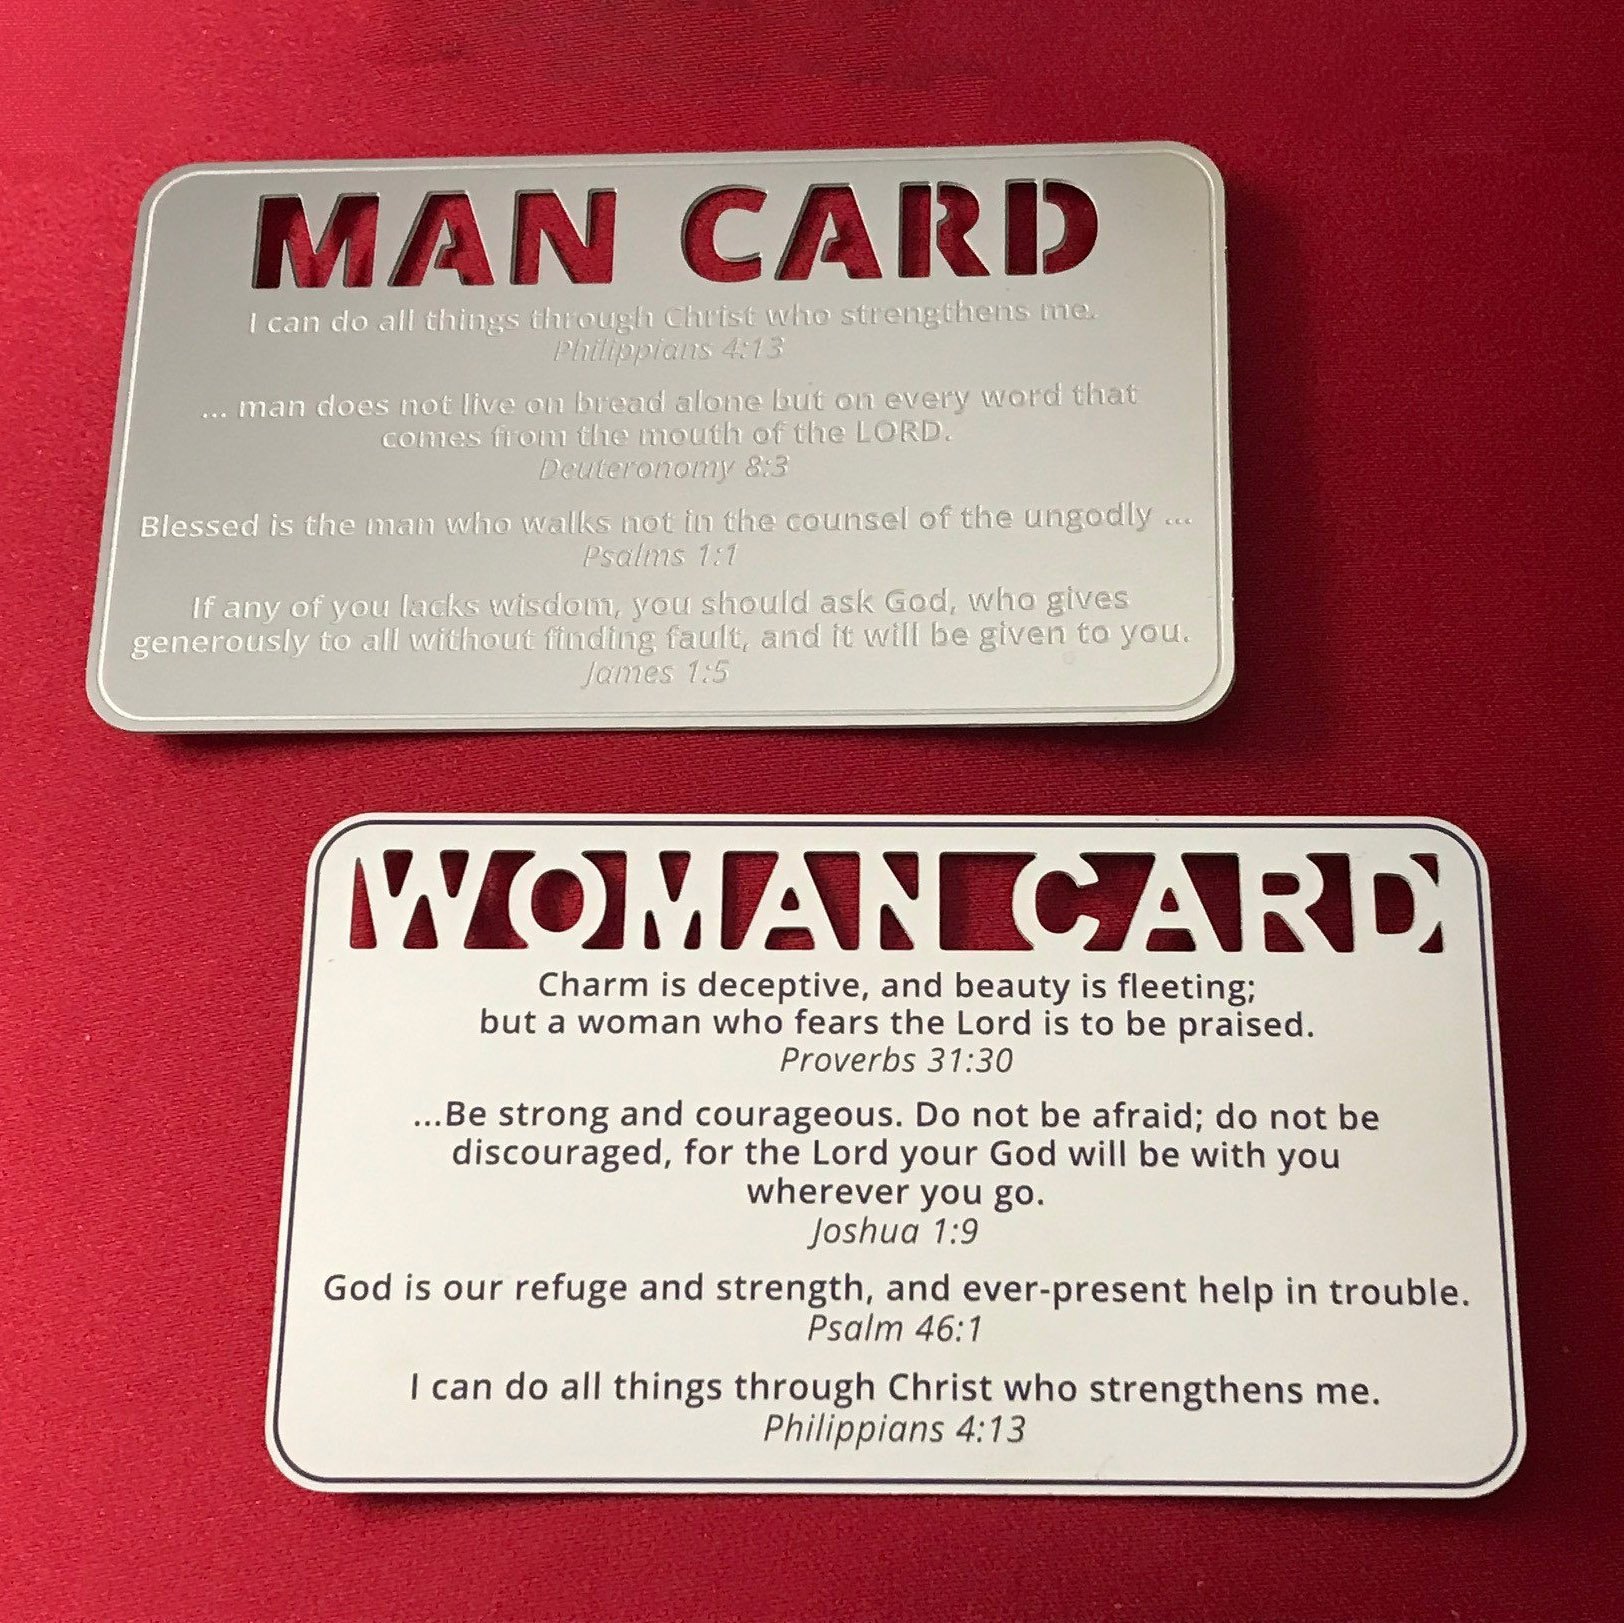 MAN CARD
I can do all things through Christ who strengthens me.
Philippians 4:13
... man does not live on bread alone but on every word that
comes from the mouth of the LORD.
Deuteronomy 8:3
Blessed is the man who walks not in the counsel of the ungodly ...
Psalms 1:1
If any of you lacks wisdom, you should ask God, who gives
generously to all without finding fault, and it will be given to you.
James 1:5
WOMAN CARD
Charm is deceptive, and beauty is fleeting;
but a woman who fears the Lord is to be praised.
Proverbs 31:30
...Be strong and courageous. Do not be afraid; do not be
discouraged, for the Lord your God will be with you
wherever you go.
Joshua 1:9
God is our refuge and strength, and ever-present help in trouble.
Psalm 46:1
I can do all things through Christ who strengthens me.
Philippians 4:13